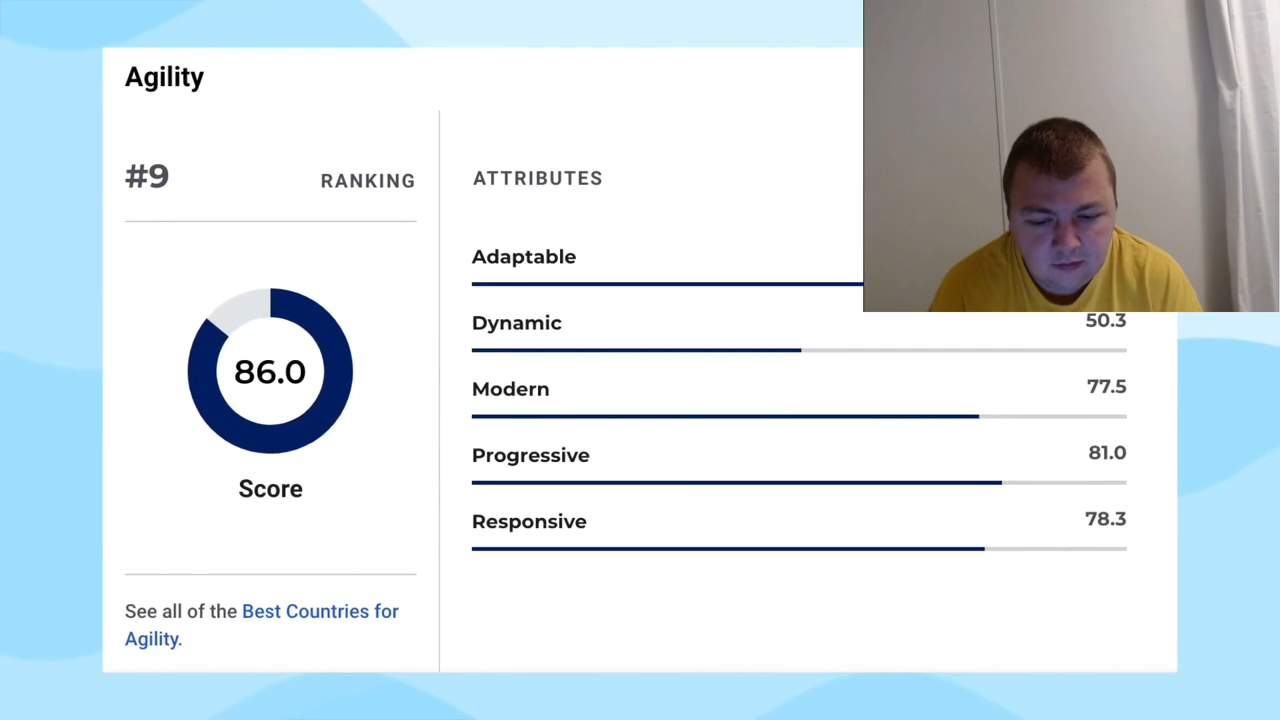 Agility
#9
RANKING
86.0
Score
See all of the Best Countries for
Agility.
ATTRIBUTES
Adaptable
Dynamic
50.3
Modern
77.5
Progressive
81.0
Responsive
78.3